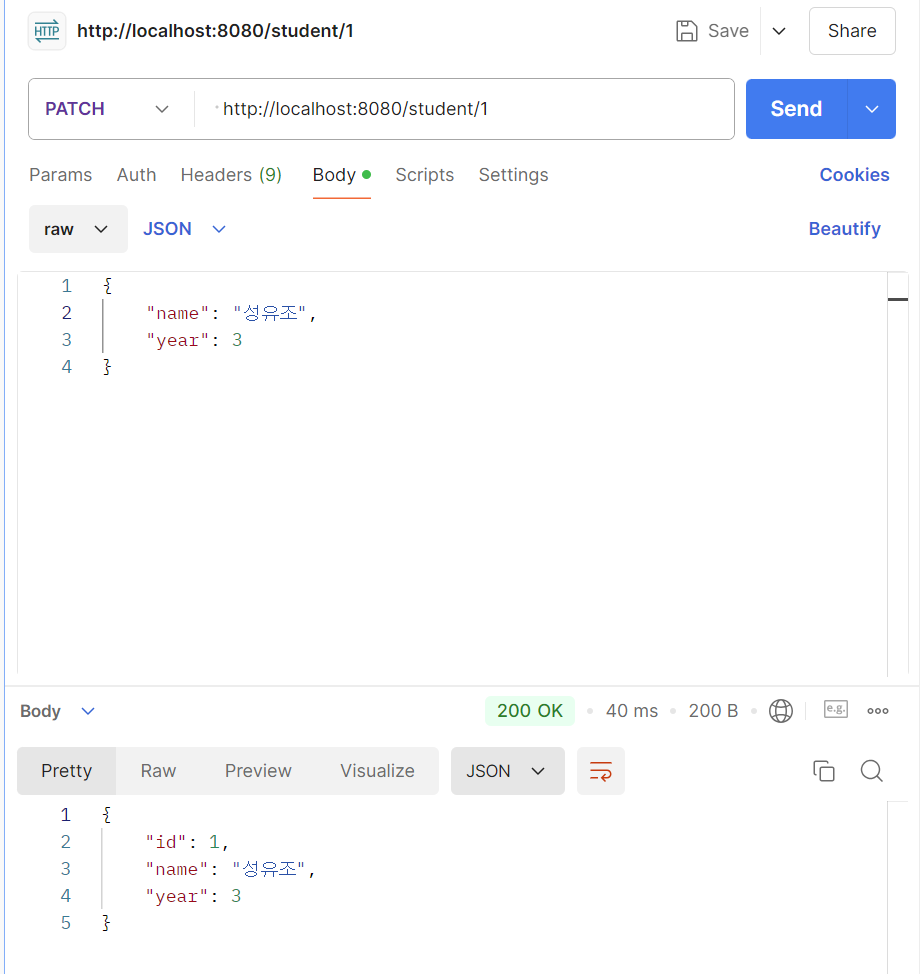 HTTP http://localhost:8080/student/1 Save Share
PATCH http://localhost:8080/student/1 Send
Params Auth Headers (9) Body Scripts Settings Cookies
raw JSON Beautify
1 {
2 "name": "성유조",
3 "year": 3
4 }
Body 200 OK • 40 ms • 200 B • e.g.
Pretty Raw Preview Visualize JSON
1 {
2 "id": 1,
3 "name": "성유조",
4 "year": 3
5 }